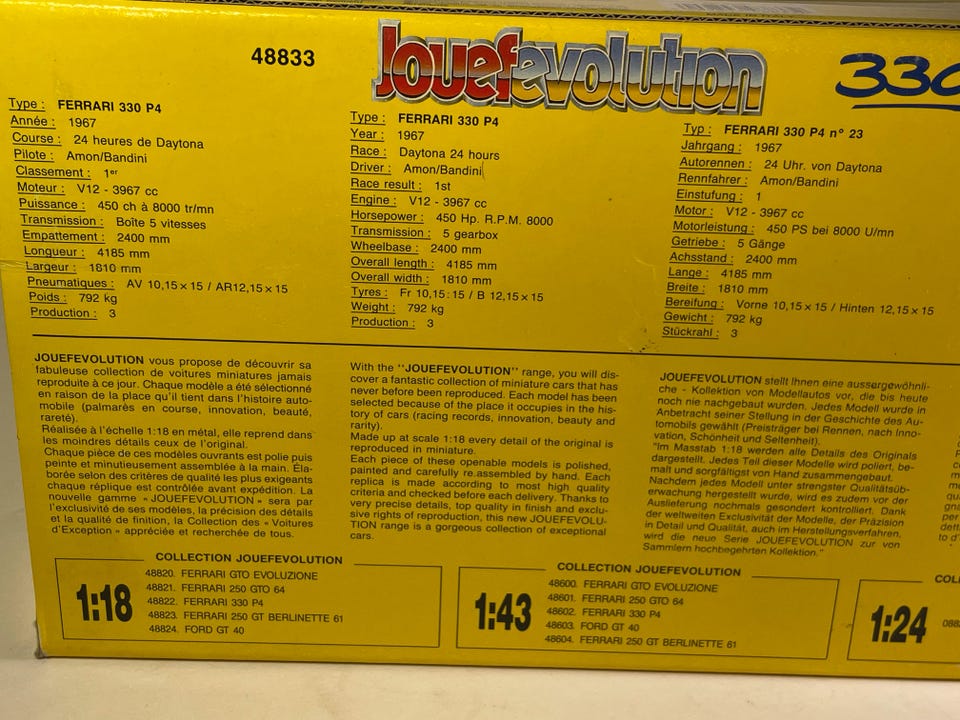 48833
Jouefevolution
330
Type : FERRARI 330 P4
Année : 1967
Course : 24 heures de Daytona
Pilote : Amon/Bandini
Classement : 1er
Moteur : V12 - 3967 cc
Puissance : 450 ch à 8000 tr/mn
Transmission : Boîte 5 vitesses
Empattement : 2400 mm
Longueur : 4185 mm
Largeur : 1810 mm
Pneumatiques : AV 10,15 x 15 / AR12,15 x 15
Poids : 792 kg
Production : 3
Type : FERRARI 330 P4
Year : 1967
Race : Daytona 24 hours
Driver : Amon/Bandini
Race result : 1st
Engine : V12 - 3967 cc
Horsepower : 450 Hp. R.P.M. 8000
Transmission : 5 gearbox
Wheelbase : 2400 mm
Overall length : 4185 mm
Overall width : 1810 mm
Tyres : Fr 10,15 : 15 / B 12,15 x 15
Weight : 792 kg
Production : 3
Typ : FERRARI 330 P4 n° 23
Jahrgang : 1967
Autorennen : 24 Uhr. von Daytona
Rennfahrer : Amon/Bandini
Einstufung : 1
Motor : V12 - 3967 cc
Motorleistung : 450 PS bei 8000 U/mn
Getriebe : 5 Gänge
Achsstand : 2400 mm
Lange : 4185 mm
Breite : 1810 mm
Bereifung : Vorne 10,15 x 15 / Hinten 12,15 x 15
Gewicht : 792 kg
Stückrahl : 3
JOUEFEVOLUTION vous propose de découvrir sa
fabuleuse collection de voitures miniatures jamais
reproduite à ce jour. Chaque modèle a été sélectionné
en raison de la place qu'il tient dans l'histoire auto-
mobile (palmarès en course, innovation, beauté,
rareté).
Réalisée à l'échelle 1:18 en métal, elle reprend dans
les moindres détails ceux de l'original.
Chaque pièce de ces modèles ouvrants est polie puis
peinte et minutieusement assemblée à la main. Éla-
borée selon des critères de qualité les plus exigeants
chaque réplique est contrôlée avant expédition. La
nouvelle gamme « JOUEFEVOLUTION » sera par
l'exclusivité de ses modèles, la précision des détails
et la qualité de finition, la Collection des « Voitures
d'Exception » appréciée et recherchée de tous.
With the "JOUEFEVOLUTION" range, you will dis-
cover a fantastic collection of miniature cars that has
never before been reproduced. Each model has been
selected because of the place it occupies in the his-
tory of cars (racing records, innovation, beauty and
rarity).
Made up at scale 1:18 every detail of the original is
reproduced in miniature.
Each piece of these openable models is polished,
painted and carefully re.assembled by hand. Each
replica is made according to most high quality
criteria and checked before each delivery. Thanks to
very precise details, top quality in finish and exclu-
sive rights of reproduction, this new JOUEFEVOLU-
TION range is a gorgeous collection of exceptional
cars.
JOUEFEVOLUTION stellt Ihnen eine aussergewöhnli-
che - Kollektion von Modellautos vor, die bis heute
noch nie nachgebaut wurden. Jedes Modell wurde in
Anbetracht seiner Stellung in der Geschichte des Au-
tomobils gewählt (Preisträger bei Rennen, nach Inno-
vation, Schönheit und Seltenheit).
"Im Masstab 1:18 werden alle Details des Originals
dargestellt. Jedes Teil dieser Modelle wird poliert, be-
malt und sorgfältigst von Hand zusammengebaut.
Nachdem jedes Modell unter strengster Qualitätsüb-
erwachung hergestellt wurde, wird es zudem vor der
Auslieferung nochmals gesondert kontrolliert. Dank
der weltweiten Exclusivität der Modelle, der Präzision
in Detail und Qualität, auch im Herstellungsverfahren,
wird die neue Serie JOUEFEVOLUTION zur von
Sammlern hochbegehrten Kollektion."
COLLECTION JOUEFEVOLUTION
1:18
48820. FERRARI GTO EVOLUZIONE
48821. FERRARI 250 GTO 64
48822. FERRARI 330 P4
48823. FERRARI 250 GT BERLINETTE 61
48824. FORD GT 40
COLLECTION JOUEFEVOLUTION
1:43
48600. FERRARI GTO EVOLUZIONE
48601. FERRARI 250 GTO 64
48602. FERRARI 330 P4
48603. FORD GT 40
48604. FERRARI 250 GT BERLINETTE 61
1:24